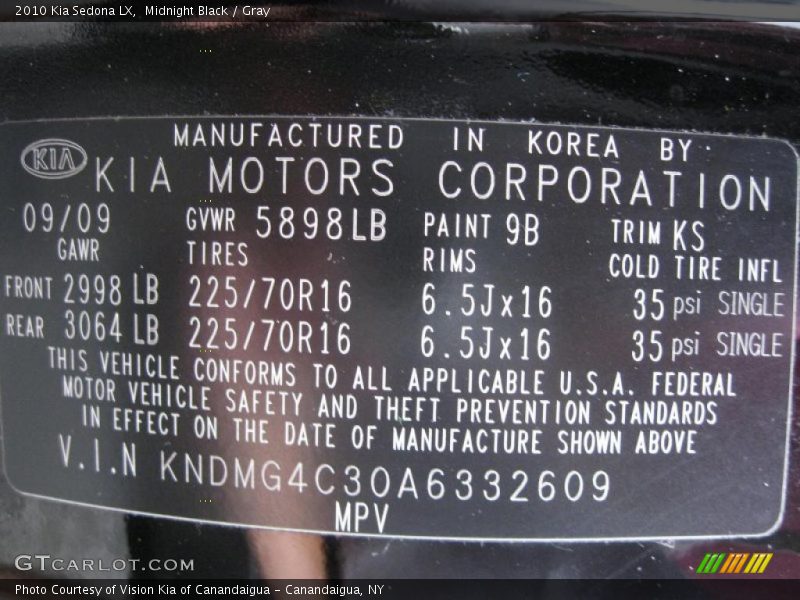 2010 Kia Sedona LX,  Midnight Black / Gray
MANUFACTURED IN KOREA BY
KIA KIA MOTORS CORPORATION
09/09 GVWR 5898LB PAINT 9B TRIM KS
GAWR TIRES RIMS COLD TIRE INFL
FRONT 2998 LB 225/70R16 6.5Jx16 35 psi SINGLE
REAR 3064 LB 225/70R16 6.5Jx16 35 psi SINGLE
THIS VEHICLE CONFORMS TO ALL APPLICABLE U.S.A. FEDERAL
MOTOR VEHICLE SAFETY AND THEFT PREVENTION STANDARDS
IN EFFECT ON THE DATE OF MANUFACTURE SHOWN ABOVE
V.I.N KNDMG4C30A6332609
MPV
GTCARLOT.COM
Photo Courtesy of Vision Kia of Canandaigua - Canandaigua, NY